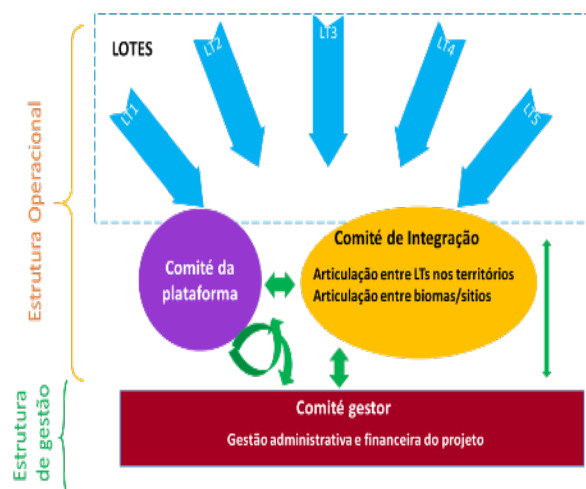 LOTES
LT1
LT2
LT3
LT4
LT5
Estrutura Operacional
Comité da
plataforma
Comité de Integração
Articulação entre LTs nos territórios
Articulação entre biomas/sitios
Estrutura
de gestão
Comité gestor
Gestão administrativa e financeira do projeto